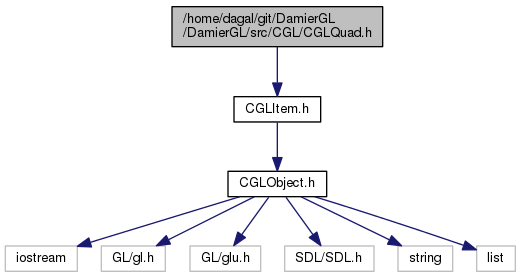 /home/dagal/git/DamierGL
/DamierGL/src/CGL/CGLQuad.h
CGLItem.h
CGLObject.h
iostream
GL/gl.h
GL/glu.h
SDL/SDL.h
string
list